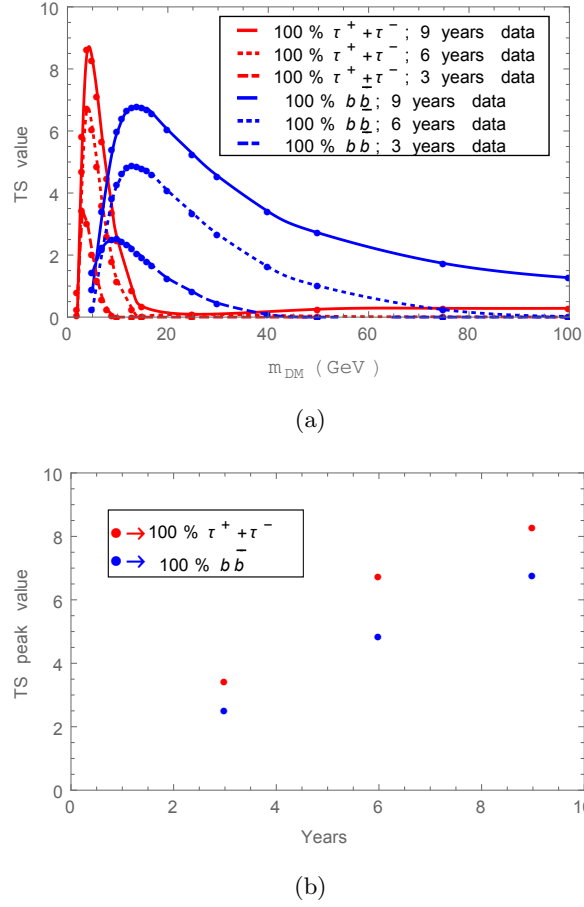 10
8
6
4
2
0
TS value
100 % τ⁺ + τ⁻ ; 9 years data
100 % τ⁺ + τ⁻ ; 6 years data
100 % τ⁺ + τ⁻ ; 3 years data
100 % b b̄ ; 9 years data
100 % b b̄ ; 6 years data
100 % b b̄ ; 3 years data
0 20 40 60 80 100
m_DM (GeV)
(a)
10
8
6
4
2
0
TS peak value
→ 100 % τ⁺ + τ⁻
→ 100 % b b̄
0 2 4 6 8 10
Years
(b)